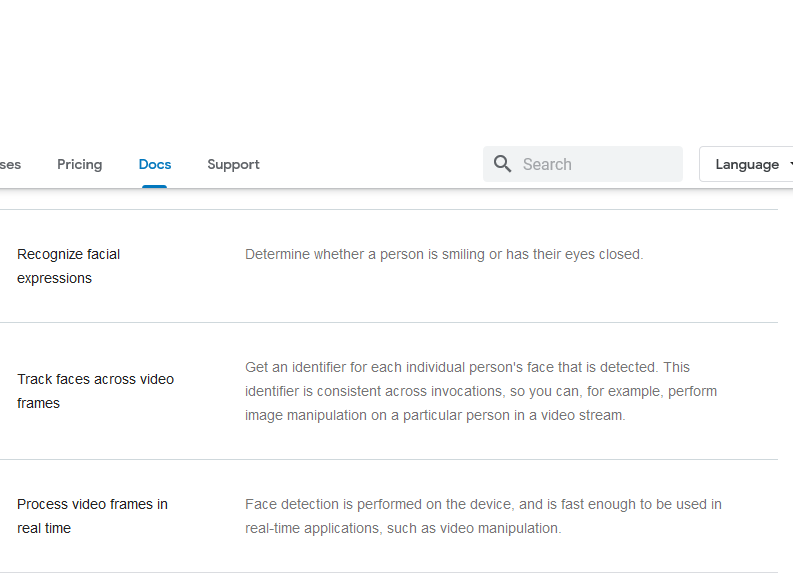 ses Pricing Docs Support Search Language
Recognize facial Determine whether a person is smiling or has their eyes closed.
expressions
Get an identifier for each individual person's face that is detected. This
Track faces across video
identifier is consistent across invocations, so you can, for example, perform
frames
image manipulation on a particular person in a video stream.
Process video frames in Face detection is performed on the device, and is fast enough to be used in
real time real-time applications, such as video manipulation.